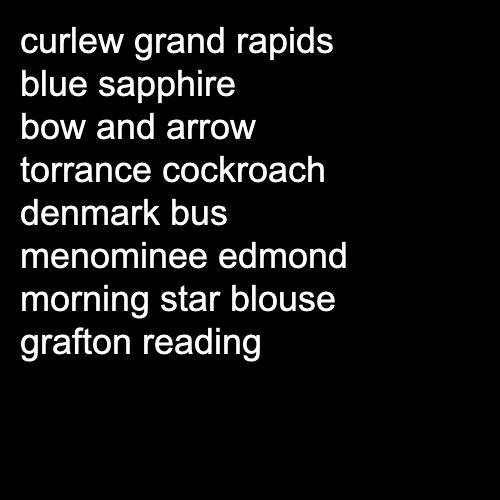 curlew grand rapids
blue sapphire
bow and arrow
torrance cockroach
denmark bus
menominee edmond
morning star blouse
grafton reading